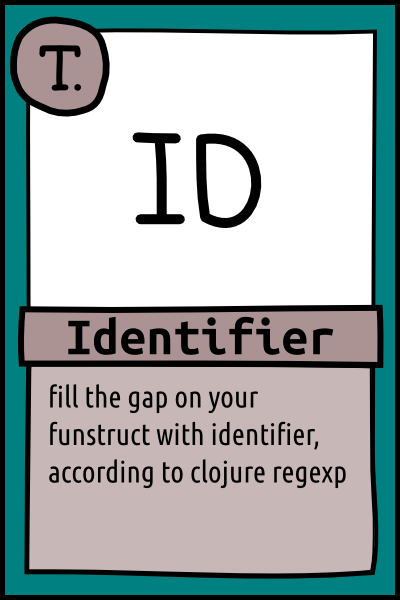 T.
ID
Identifier
fill the gap on your
funstruct with identifier,
according to clojure regexp